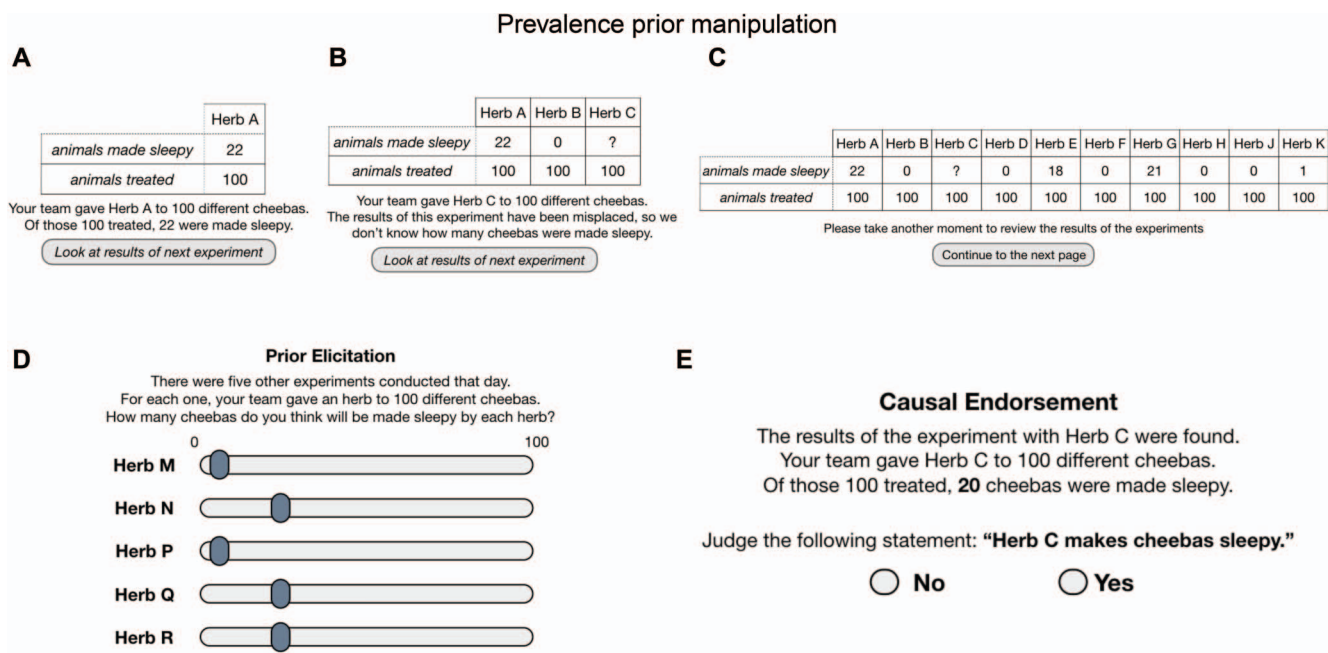 Prevalence prior manipulation
A
Herb A
animals made sleepy 22
animals treated 100
Your team gave Herb A to 100 different cheebas.
Of those 100 treated, 22 were made sleepy.
Look at results of next experiment
B
Herb A Herb B Herb C
animals made sleepy 22 0 ?
animals treated 100 100 100
Your team gave Herb C to 100 different cheebas.
The results of this experiment have been misplaced, so we
don't know how many cheebas were made sleepy.
Look at results of next experiment
C
Herb A Herb B Herb C Herb D Herb E Herb F Herb G Herb H Herb J Herb K
animals made sleepy 22 0 ? 0 18 0 21 0 0 1
animals treated 100 100 100 100 100 100 100 100 100 100
Please take another moment to review the results of the experiments
Continue to the next page
D
Prior Elicitation
There were five other experiments conducted that day.
For each one, your team gave an herb to 100 different cheebas.
How many cheebas do you think will be made sleepy by each herb?
0 100
Herb M
Herb N
Herb P
Herb Q
Herb R
E
Causal Endorsement
The results of the experiment with Herb C were found.
Your team gave Herb C to 100 different cheebas.
Of those 100 treated, 20 cheebas were made sleepy.
Judge the following statement: "Herb C makes cheebas sleepy."
No Yes